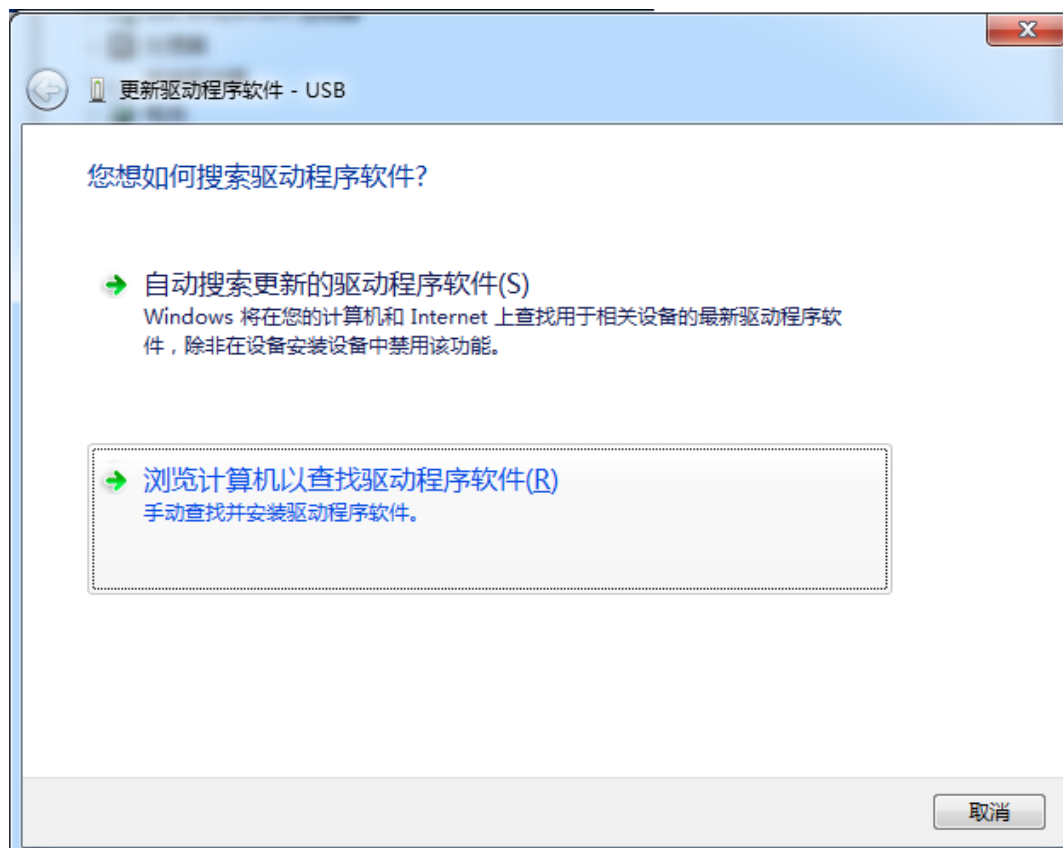 更新驱动程序软件 - USB
您想如何搜索驱动程序软件?
自动搜索更新的驱动程序软件(S)
Windows 将在您的计算机和 Internet 上查找用于相关设备的最新驱动程序软
件，除非在设备安装设备中禁用该功能。
浏览计算机以查找驱动程序软件(R)
手动查找并安装驱动程序软件。
取消